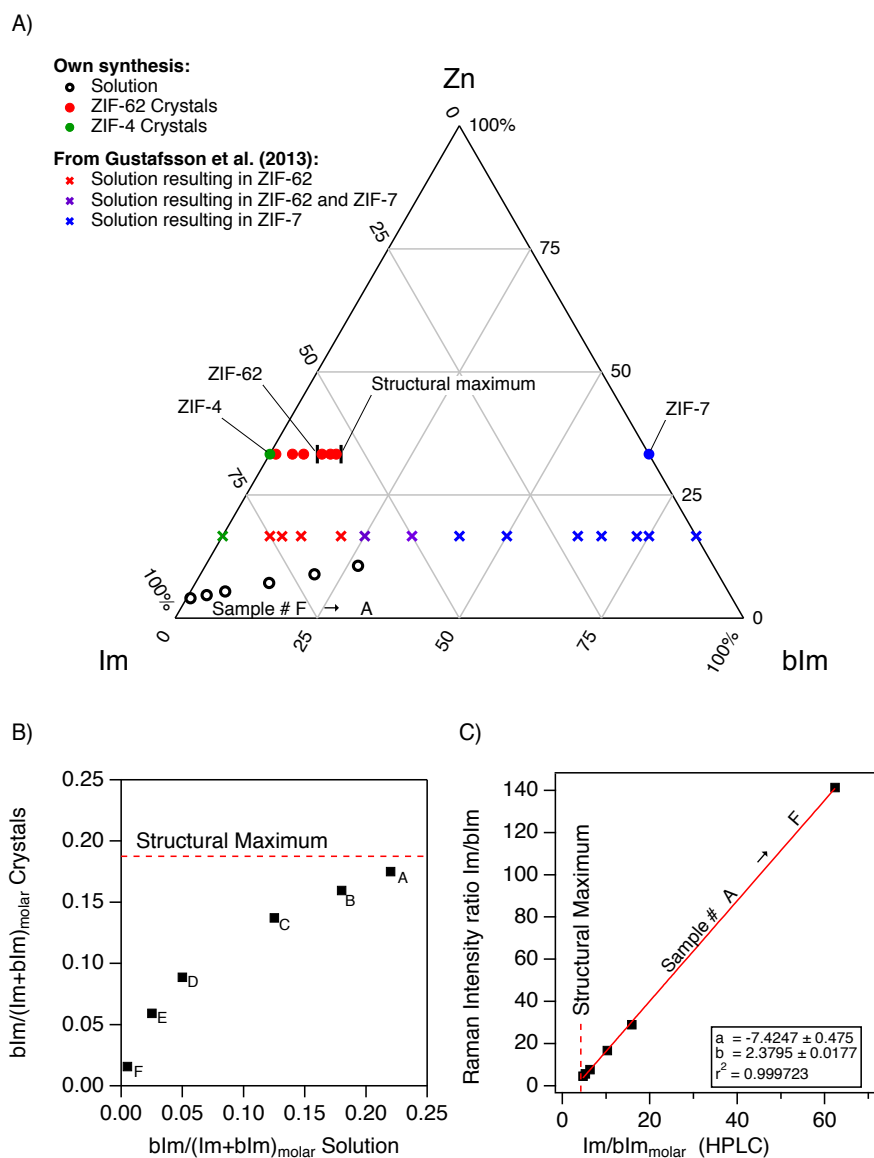 A)
Own synthesis:
Solution
ZIF-62 Crystals
ZIF-4 Crystals
From Gustafsson et al. (2013):
Solution resulting in ZIF-62
Solution resulting in ZIF-62 and ZIF-7
Solution resulting in ZIF-7
Zn
0
100%
25
75
50
50
ZIF-62
Structural maximum
ZIF-4
ZIF-7
75
25
100%
Sample # F → A
0
0
25
50
75
100%
Im
bIm
B)
0.25
0.20
0.15
0.10
0.05
0.00
bIm/(Im+bIm)molar Crystals
Structural Maximum
A
B
C
D
E
F
0.00 0.05 0.10 0.15 0.20 0.25
bIm/(Im+bIm)molar Solution
C)
140
120
100
80
60
40
20
0
Raman Intensity ratio Im/bIm
Structural Maximum
Sample # A → F
a = -7.4247 ± 0.475
b = 2.3795 ± 0.0177
r2 = 0.999723
0 20 40 60
Im/bImmolar (HPLC)